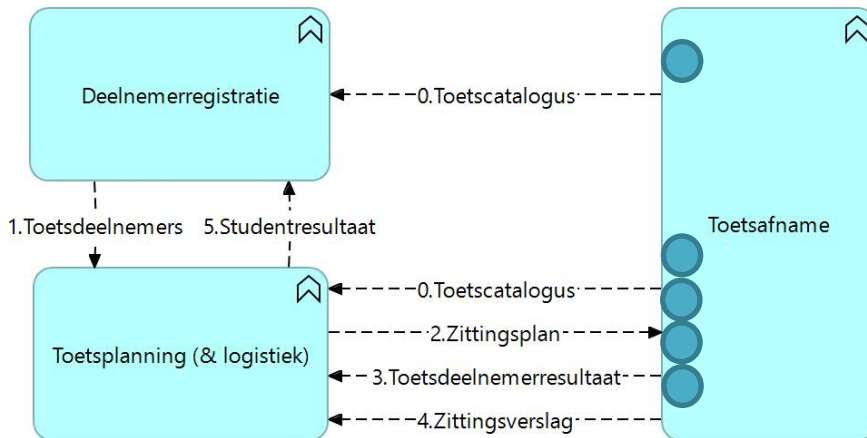 Deelnemerregistratie
0.Toetscatalogus
1.Toetsdeelnemers
5.Studentresultaat
Toetsafname
0.Toetscatalogus
2.Zittingsplan
Toetsplanning (& logistiek)
3.Toetsdeelnemerresultaat
4.Zittingsverslag